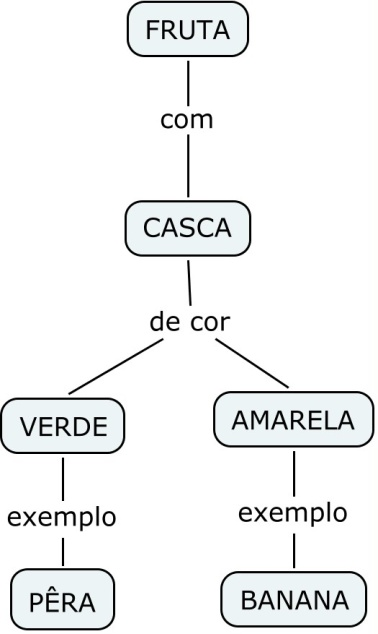 FRUTA
com
CASCA
de cor
VERDE
AMARELA
exemplo
exemplo
PÊRA
BANANA